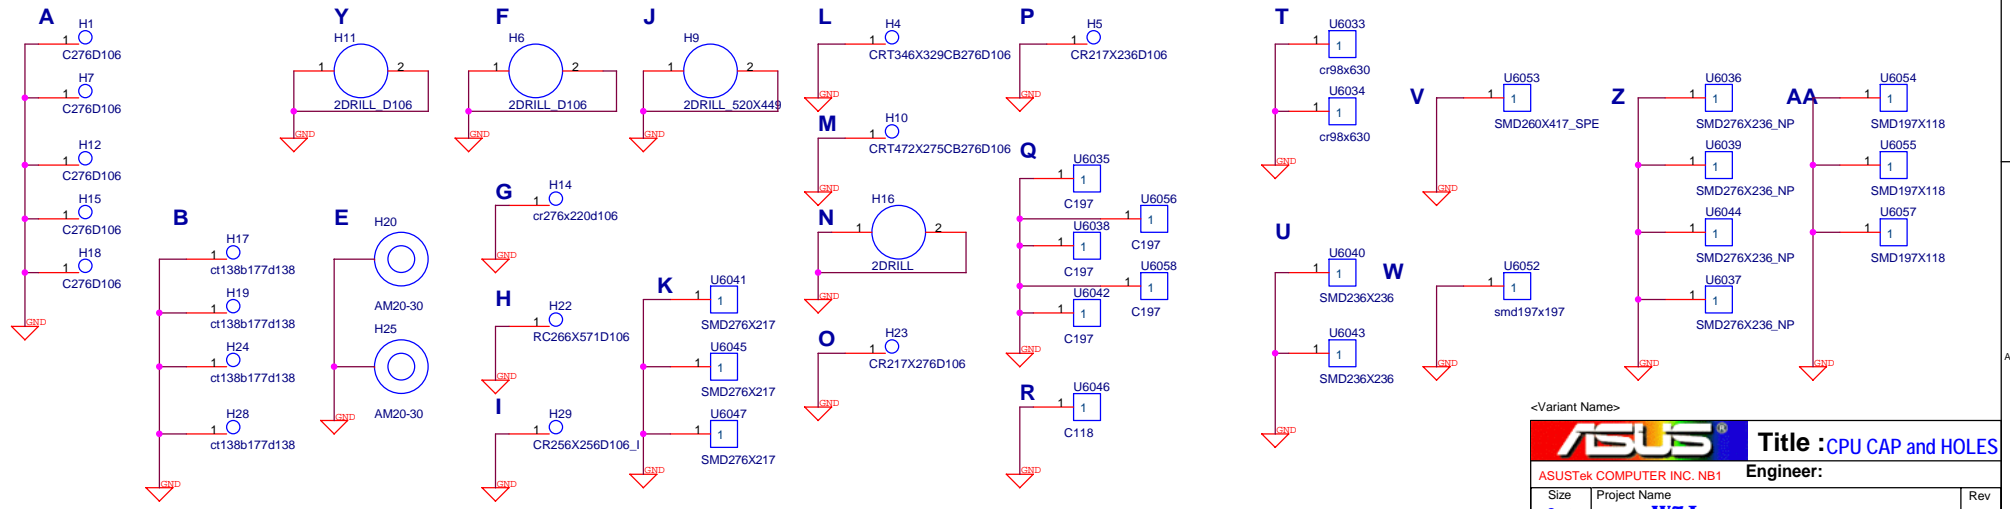 A
H1
1
C276D106
H7
1
C276D106
H12
1
C276D106
H15
1
C276D106
H18
1
C276D106
GND
B
H17
1
ct138b177d138
H19
1
ct138b177d138
H24
1
ct138b177d138
H28
1
ct138b177d138
GND
Y
H11
1 2
2DRILL_D106
GND
E
H20
AM20-30
H25
AM20-30
GND
F
H6
1 2
2DRILL_D106
GND
G
H14
1
cr276x220d106
GND
H
H22
1
RC266X571D106
GND
I
H29
1
CR256X256D106_I
GND
J
H9
1 2
2DRILL_520X449
GND
K
U6041
1 1
SMD276X217
U6045
1 1
SMD276X217
U6047
1 1
SMD276X217
GND
L
H4
1
CRT346X329CB276D106
GND
M
H10
1
CRT472X275CB276D106
GND
N
H16
1 2
2DRILL
GND
O
H23
1
CR217X276D106
GND
P
H5
1
CR217X236D106
GND
Q
U6035
1 1
C197
U6056
1 1
C197
U6038
1 1
C197
U6058
1 1
C197
U6042
1 1
C197
GND
R
U6046
1 1
C118
GND
T
U6033
1 1
cr98x630
U6034
1 1
cr98x630
GND
U
U6040
1 1
SMD236X236
U6043
1 1
SMD236X236
GND
V
U6053
1 1
SMD260X417_SPE
GND
W
U6052
1 1
smd197x197
GND
Z
U6036
1 1
SMD276X236_NP
U6039
1 1
SMD276X236_NP
U6044
1 1
SMD276X236_NP
U6037
1 1
SMD276X236_NP
GND
AA
U6054
1 1
SMD197X118
U6055
1 1
SMD197X118
U6057
1 1
SMD197X118
GND
A
<Variant Name>
ASUS®
Title : CPU CAP and HOLES
ASUSTek COMPUTER INC. NB1
Engineer:
Size
Project Name
Rev